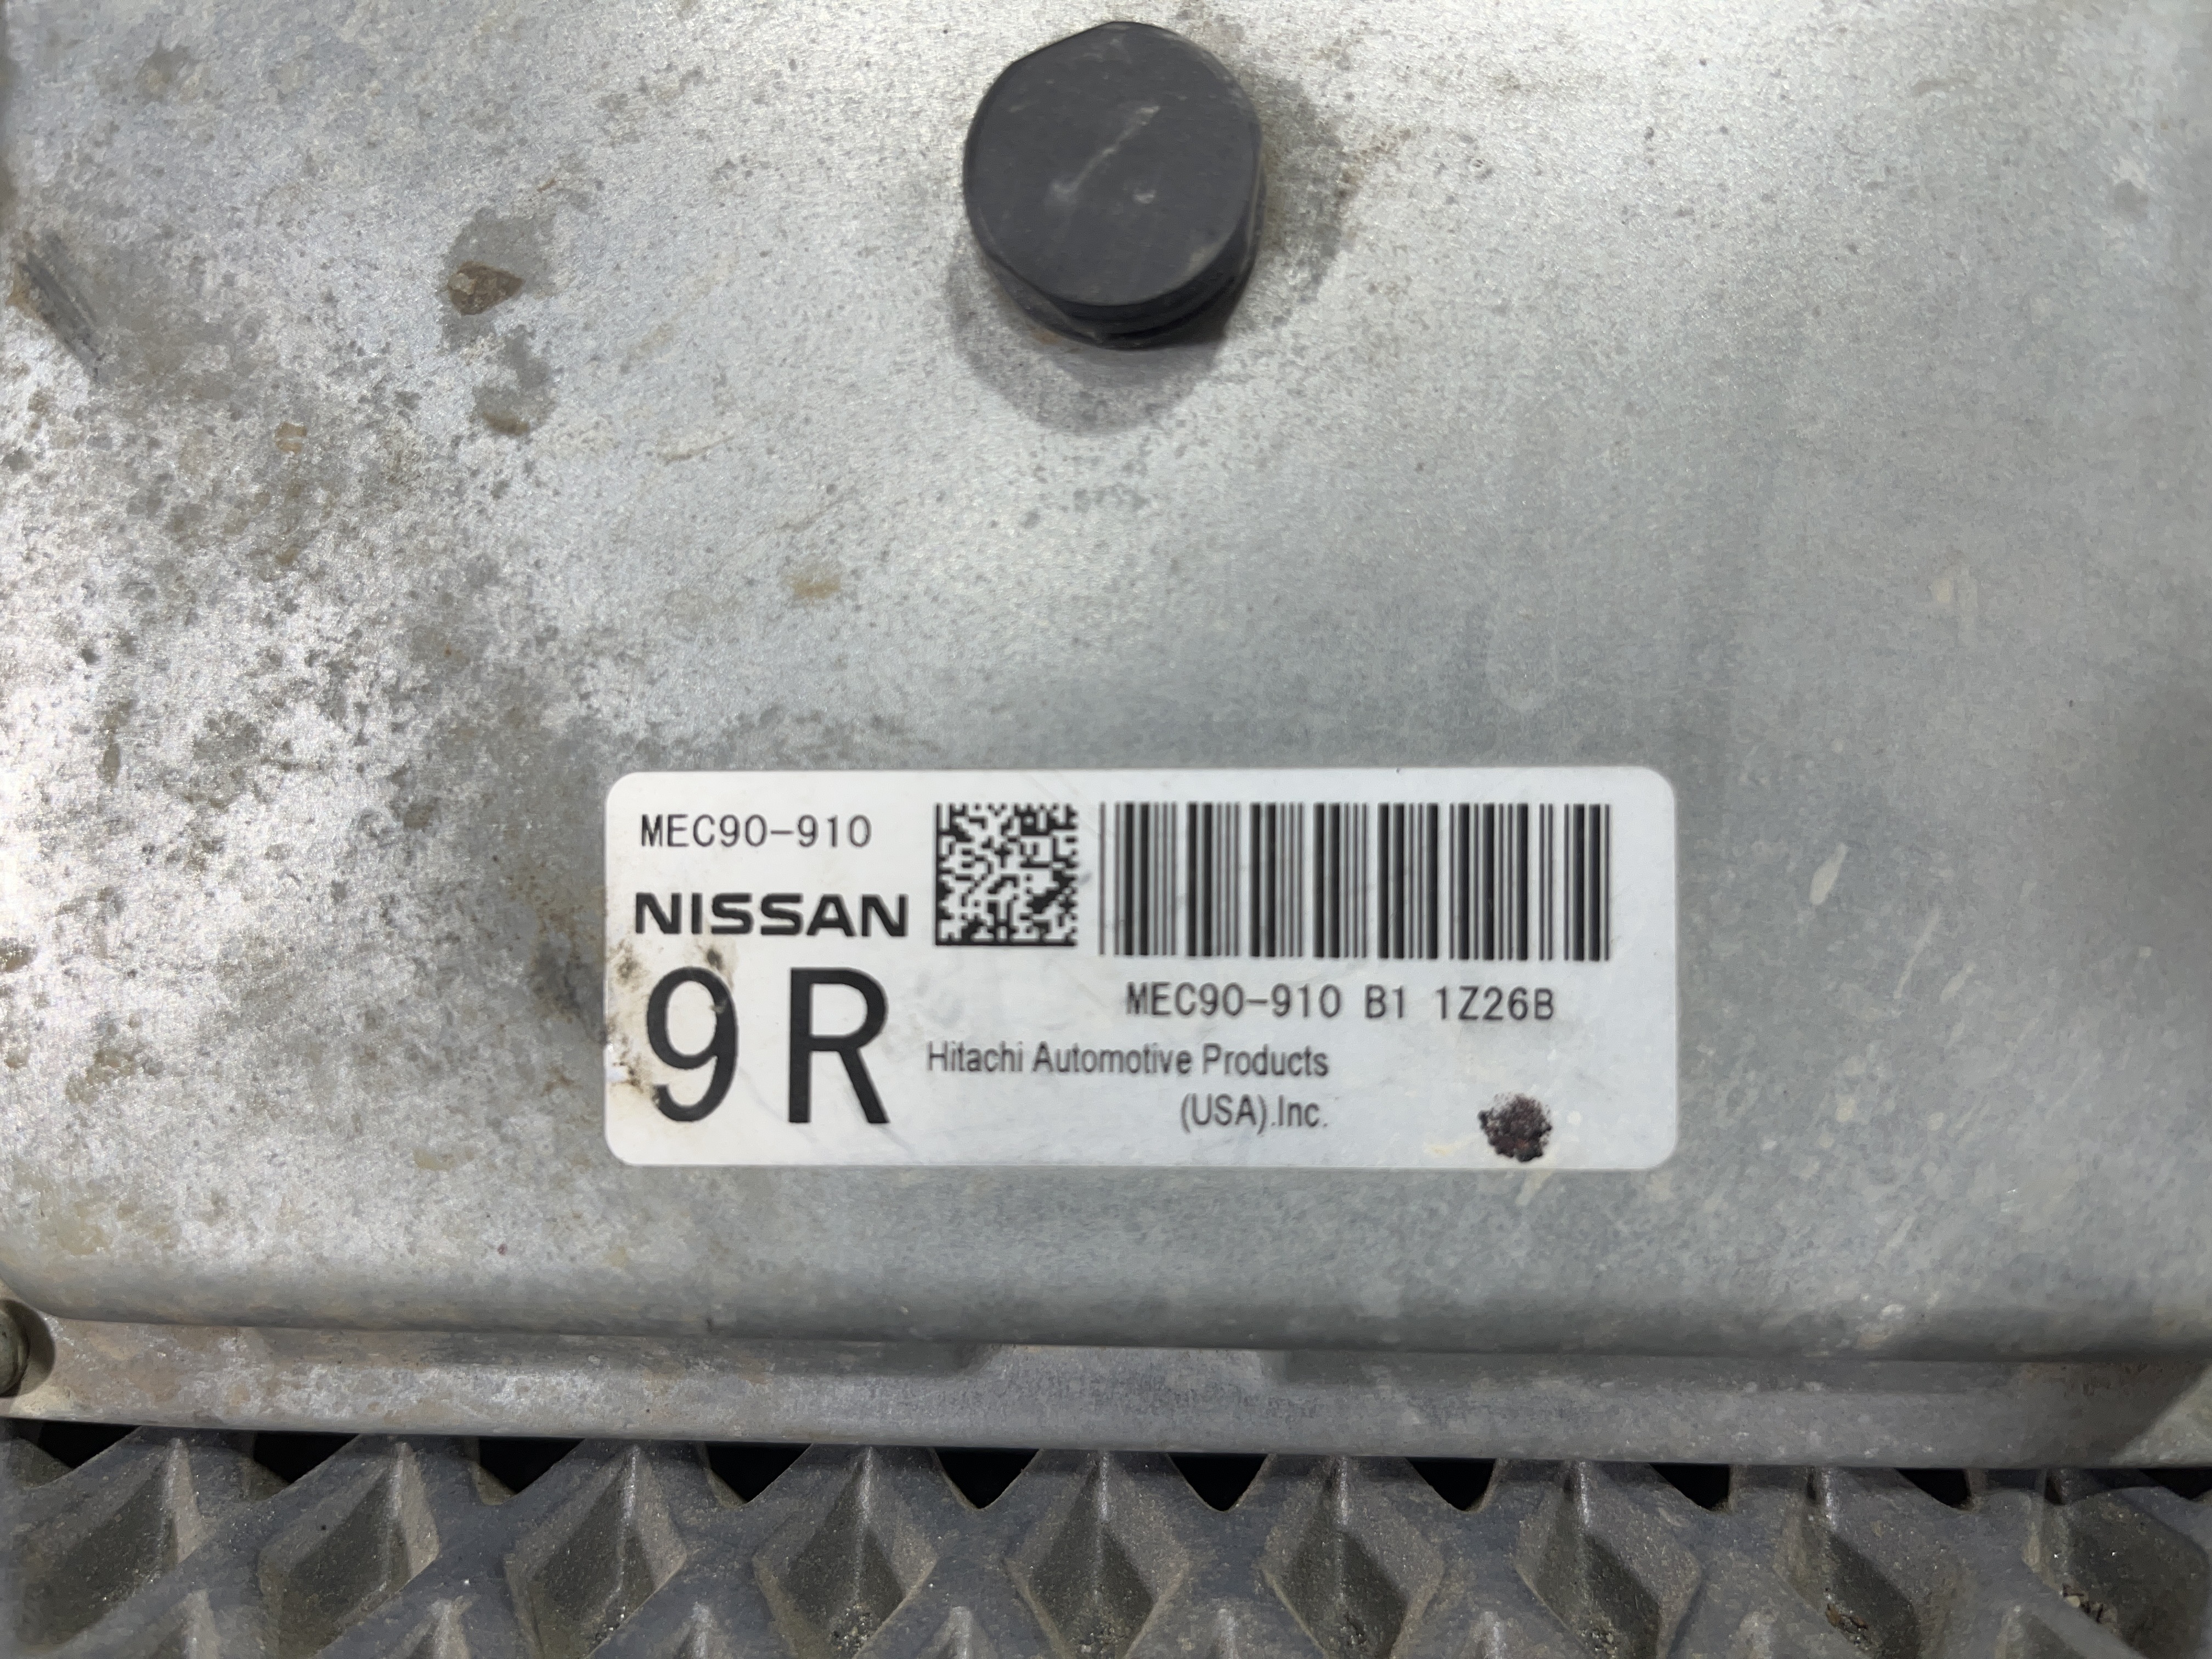 MEC90-910
NISSAN
9R
MEC90-910 B1 1Z26B
Hitachi Automotive Products
(USA).Inc.